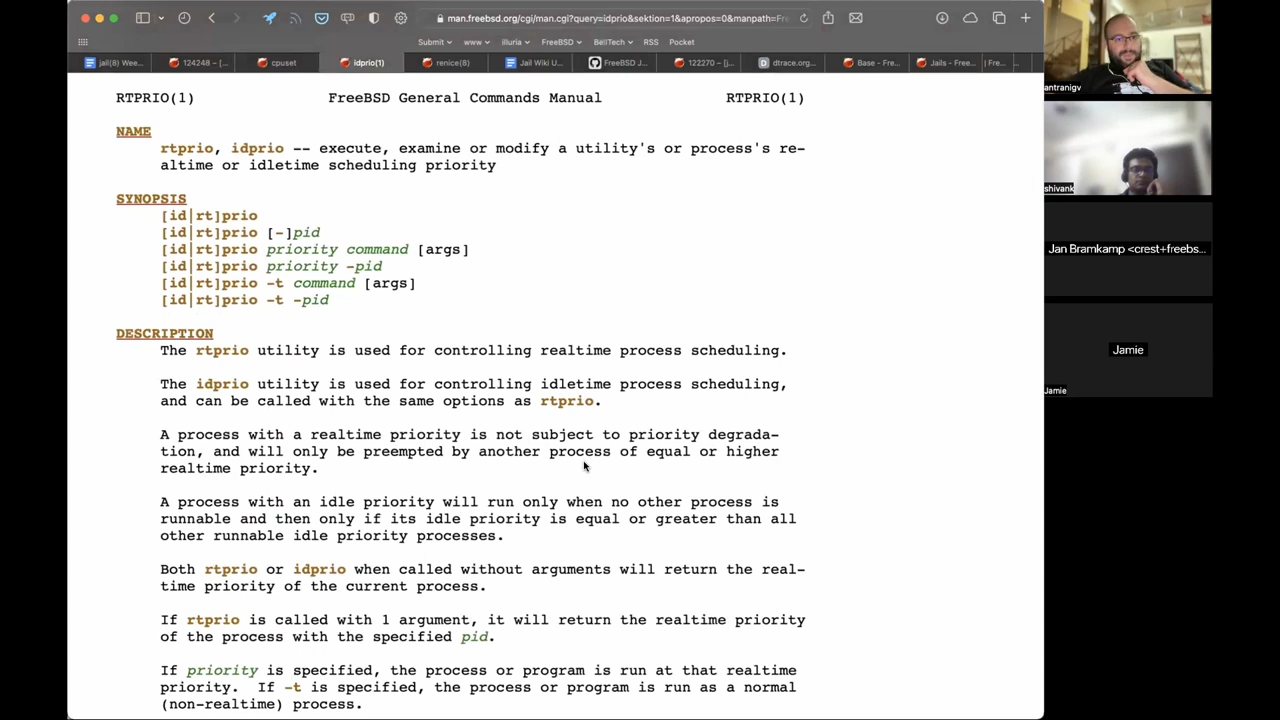 man.freebsd.org/cgi/man.cgi?query=idprio&sektion=1&apropos=0&manpath=Fr
Submit www illuria FreeBSD BellTech RSS Pocket
jail(8) Wee... 124248 – [... cpuset idprio(1) renice(8) Jail Wiki U... FreeBSD J... 122270 – [j... dtrace.org... Base - Fre... Jails - Free... | Fre...
RTPRIO(1) FreeBSD General Commands Manual RTPRIO(1)
NAME
rtprio, idprio -- execute, examine or modify a utility's or process's re-
altime or idletime scheduling priority
SYNOPSIS
[id|rt]prio
[id|rt]prio [-]pid
[id|rt]prio priority command [args]
[id|rt]prio priority -pid
[id|rt]prio -t command [args]
[id|rt]prio -t -pid
DESCRIPTION
The rtprio utility is used for controlling realtime process scheduling.
The idprio utility is used for controlling idletime process scheduling,
and can be called with the same options as rtprio.
A process with a realtime priority is not subject to priority degrada-
tion, and will only be preempted by another process of equal or higher
realtime priority.
A process with an idle priority will run only when no other process is
runnable and then only if its idle priority is equal or greater than all
other runnable idle priority processes.
Both rtprio or idprio when called without arguments will return the real-
time priority of the current process.
If rtprio is called with 1 argument, it will return the realtime priority
of the process with the specified pid.
If priority is specified, the process or program is run at that realtime
priority. If -t is specified, the process or program is run as a normal
(non-realtime) process.
antranigv
shivank
Jan Bramkamp <crest+freebs...
Jamie
Jamie